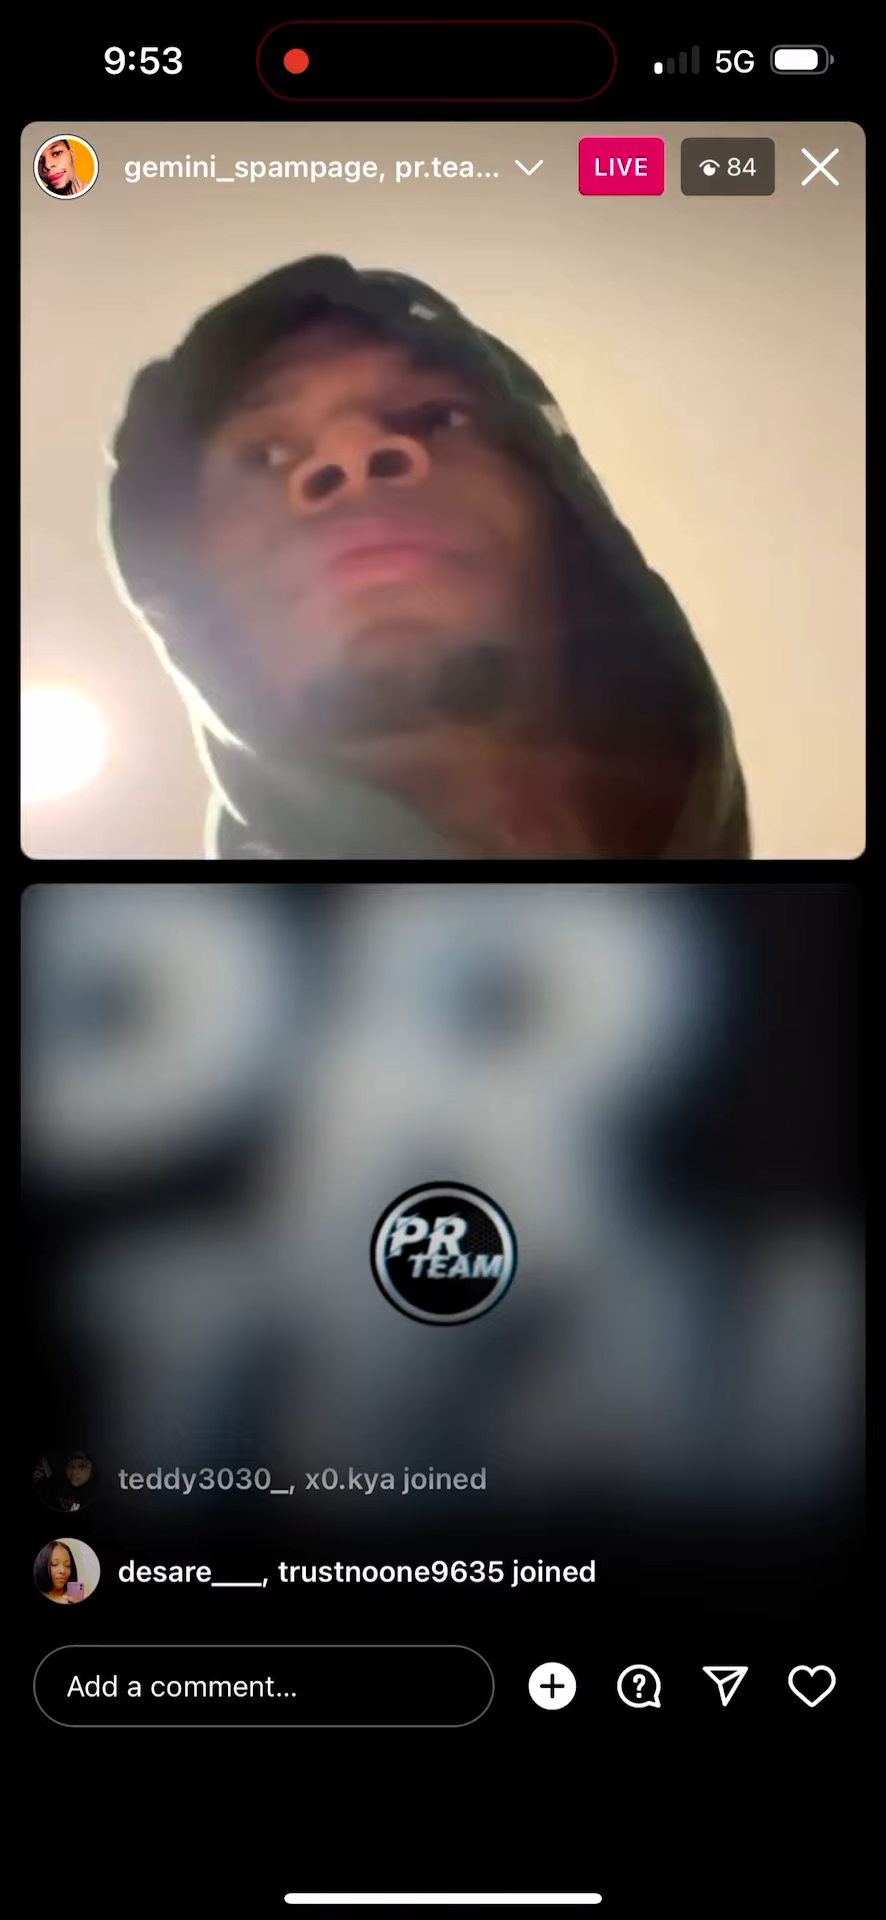 9:53
5G
gemini_spampage, pr.tea...
LIVE
84
PR
TEAM
teddy3030_, x0.kya joined
desare___, trustnoone9635 joined
Add a comment...